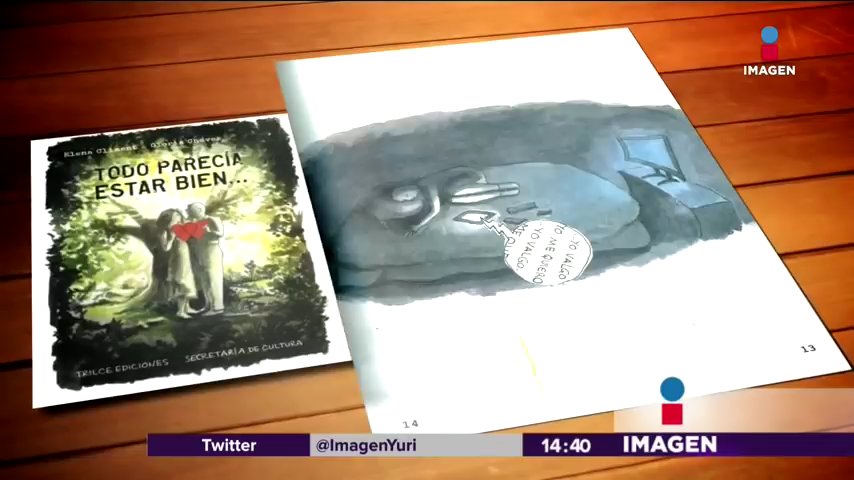 IMAGEN
Elena Climent - Gloria Chávez
TODO PARECÍA
ESTAR BIEN...
TRILCE EDICIONES SECRETARÍA DE CULTURA
YO VALGO
YO ME QUIERO
YO VALGO
13
14
IMAGEN
Twitter @ImagenYuri 14:40